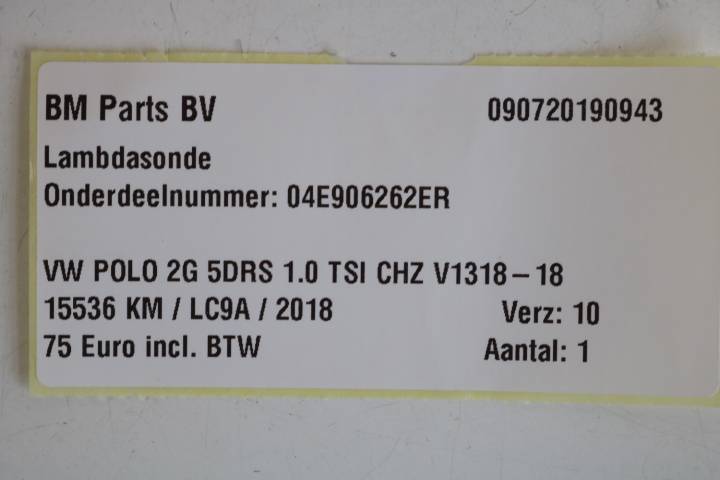 BM Parts BV 090720190943
Lambdasonde
Onderdeelnummer: 04E906262ER
VW POLO 2G 5DRS 1.0 TSI CHZ V1318-18
15536 KM / LC9A / 2018 Verz: 10
75 Euro incl. BTW Aantal: 1